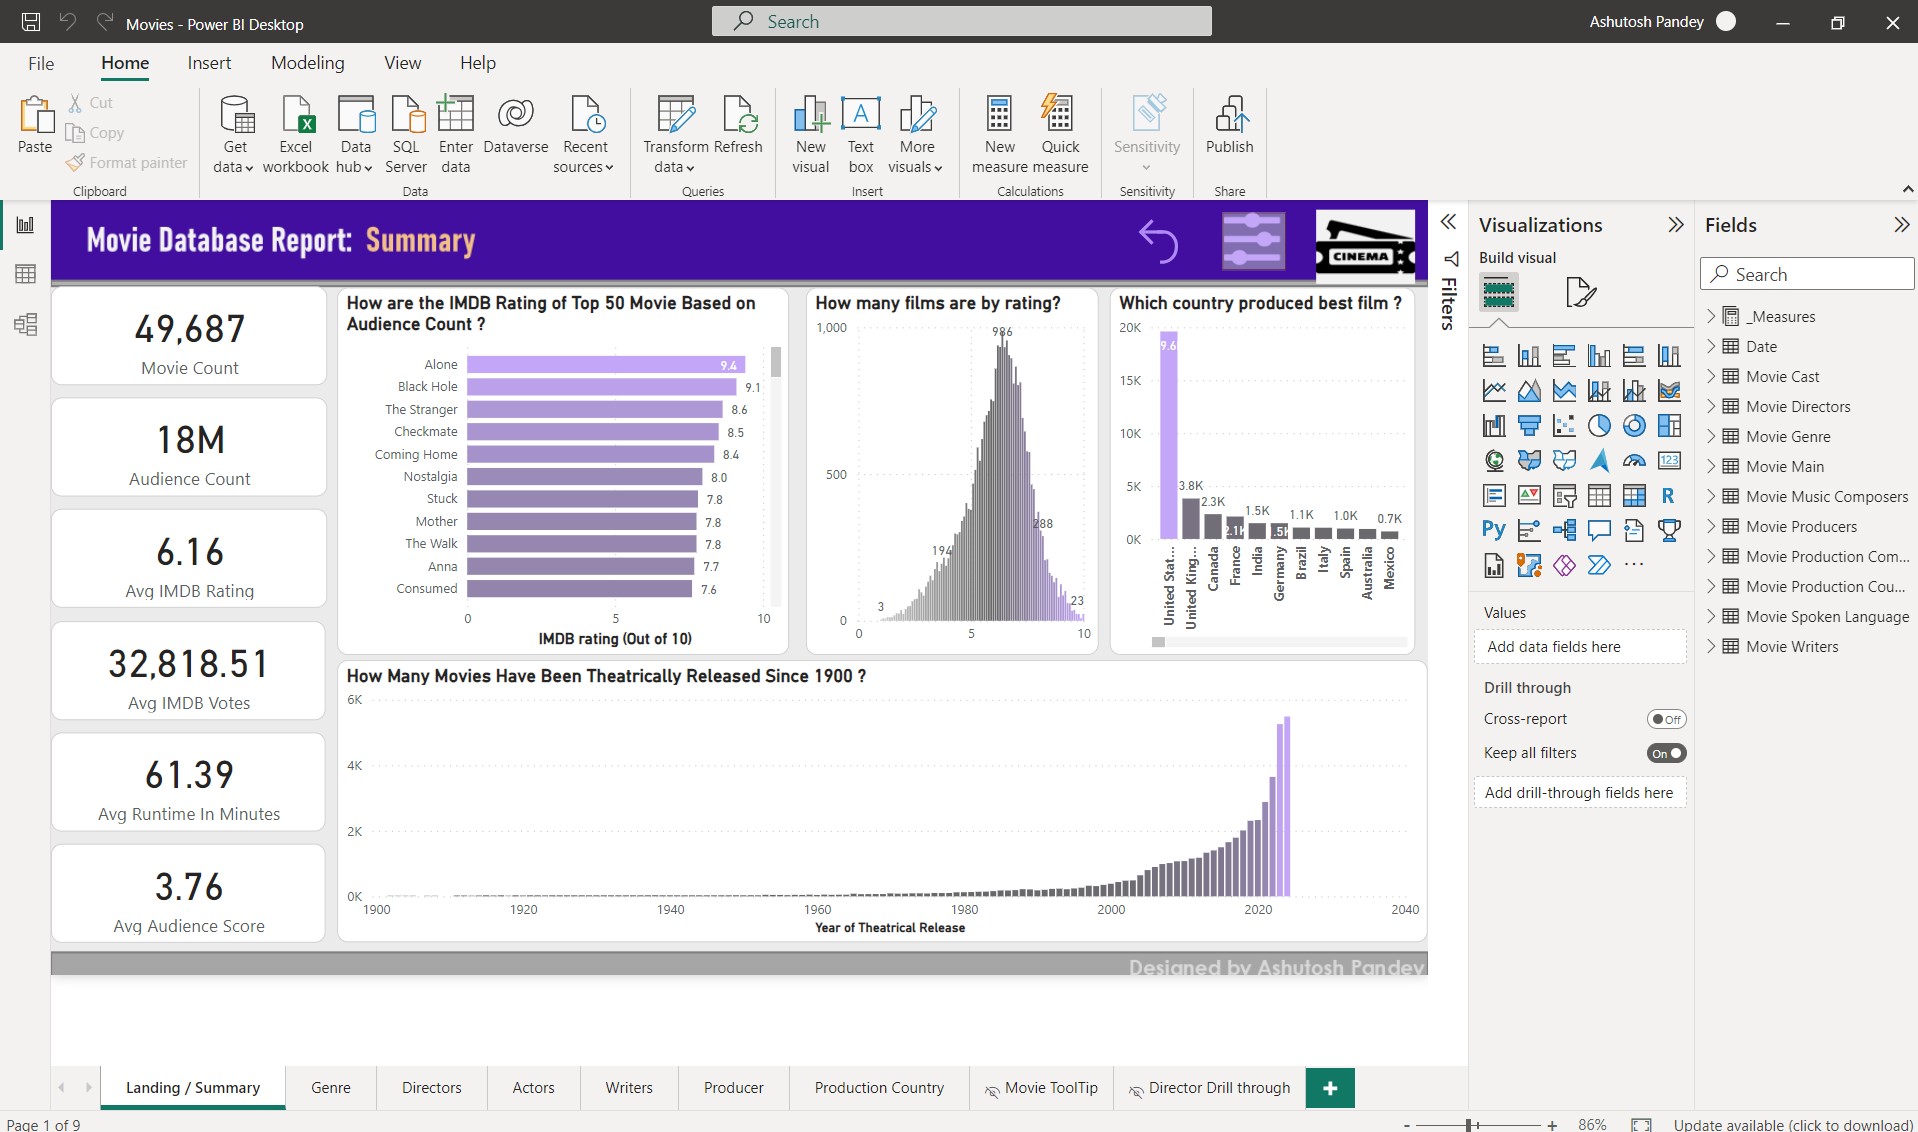 Movies - Power BI Desktop
Search
Ashutosh Pandey
File
Home
Insert
Modeling
View
Help
Paste
Cut
Copy
Format painter
Clipboard
Get data
Excel workbook
Data hub
SQL Server
Enter data
Dataverse
Recent sources
Data
Transform data
Refresh
Queries
New visual
Text box
More visuals
Insert
New measure
Quick measure
Calculations
Sensitivity
Sensitivity
Publish
Share
Movie Database Report: Summary
CINEMA
49,687
Movie Count
18M
Audience Count
6.16
Avg IMDB Rating
32,818.51
Avg IMDB Votes
61.39
Avg Runtime In Minutes
3.76
Avg Audience Score
How are the IMDB Rating of Top 50 Movie Based on
Audience Count ?
Alone 9.4
Black Hole 9.1
The Stranger 8.6
Checkmate 8.5
Coming Home 8.4
Nostalgia 8.0
Stuck 7.8
Mother 7.8
The Walk 7.8
Anna 7.7
Consumed 7.6
0 5 10
IMDB rating (Out of 10)
How many films are by rating?
1,000
986
500
288
194
3
23
0
0 5 10
Which country produced best film ?
20K
9.6
15K
10K
5K
3.8K
2.3K
2.1K
1.5K
.5K
1.1K
1.0K
0.7K
0K
United Stat...
United King...
Canada
France
India
Germany
Brazil
Italy
Spain
Australia
Mexico
How Many Movies Have Been Theatrically Released Since 1900 ?
6K
4K
2K
0K
1900 1920 1940 1960 1980 2000 2020 2040
Year of Theatrical Release
Designed by Ashutosh Pandey
Filters
Visualizations
Build visual
123
R
Py
...
Values
Add data fields here
Drill through
Cross-report
Off
Keep all filters
On
Add drill-through fields here
Fields
Search
_Measures
Date
Movie Cast
Movie Directors
Movie Genre
Movie Main
Movie Music Composers
Movie Producers
Movie Production Com...
Movie Production Cou...
Movie Spoken Language
Movie Writers
Landing / Summary
Genre
Directors
Actors
Writers
Producer
Production Country
Movie ToolTip
Director Drill through
+
Page 1 of 9
- + 86%
Update available (click to download)